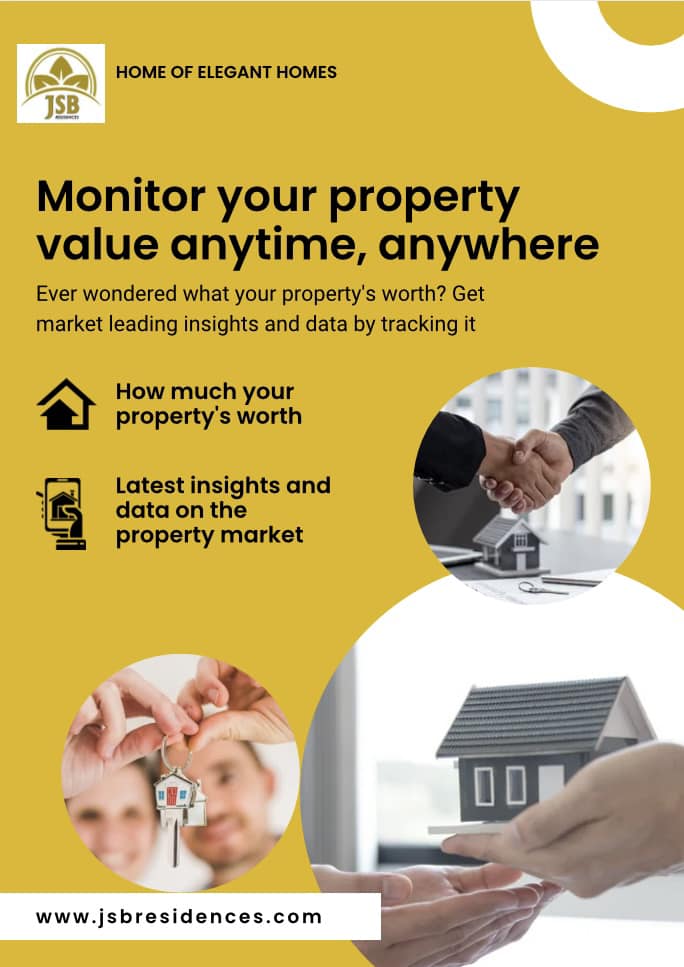 JSB
RESIDENCES
HOME OF ELEGANT HOMES
Monitor your property
value anytime, anywhere
Ever wondered what your property's worth? Get
market leading insights and data by tracking it
How much your
property's worth
Latest insights and
data on the
property market
www.jsbresidences.com